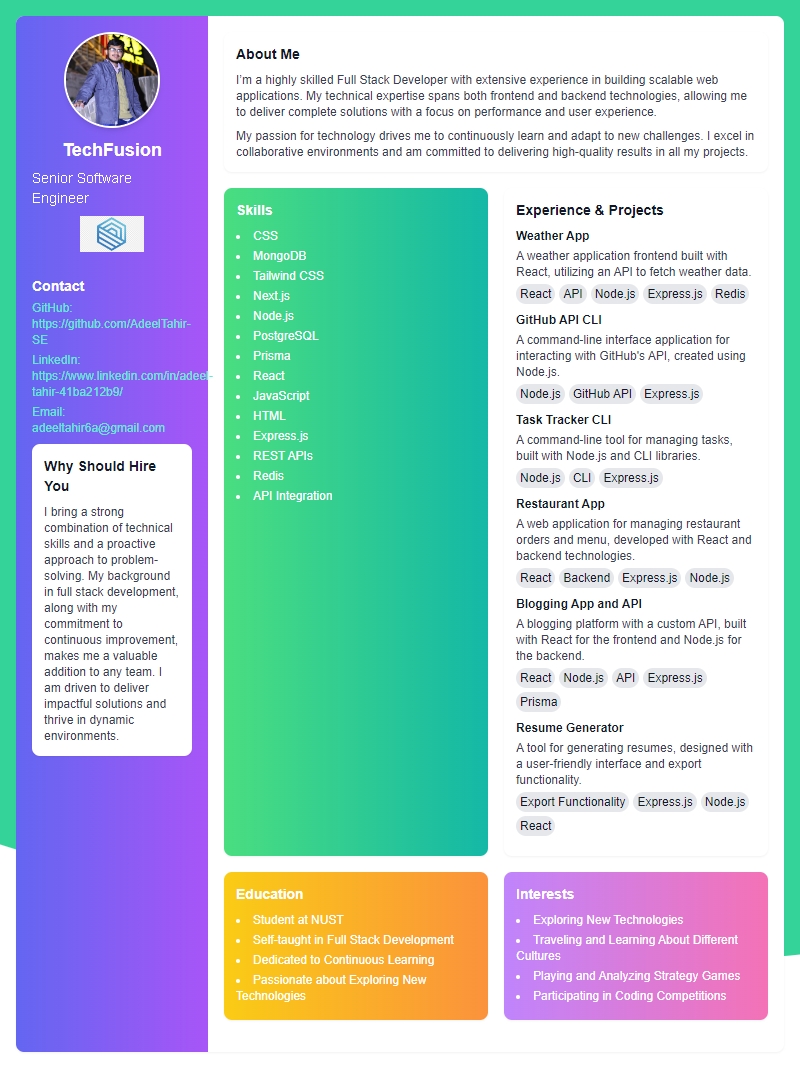 TechFusion
Senior Software
Engineer
Contact
GitHub:
https://github.com/AdeelTahir-
SE
LinkedIn:
https://www.linkedin.com/in/adeel-
tahir-41ba212b9/
Email:
adeeltahir6a@gmail.com
Why Should Hire
You
I bring a strong
combination of technical
skills and a proactive
approach to problem-
solving. My background
in full stack development,
along with my
commitment to
continuous improvement,
makes me a valuable
addition to any team. I
am driven to deliver
impactful solutions and
thrive in dynamic
environments.
About Me
I'm a highly skilled Full Stack Developer with extensive experience in building scalable web
applications. My technical expertise spans both frontend and backend technologies, allowing me
to deliver complete solutions with a focus on performance and user experience.
My passion for technology drives me to continuously learn and adapt to new challenges. I excel in
collaborative environments and am committed to delivering high-quality results in all my projects.
Skills
• CSS
• MongoDB
• Tailwind CSS
• Next.js
• Node.js
• PostgreSQL
• Prisma
• React
• JavaScript
• HTML
• Express.js
• REST APIs
• Redis
• API Integration
Experience & Projects
Weather App
A weather application frontend built with
React, utilizing an API to fetch weather data.
React API Node.js Express.js Redis
GitHub API CLI
A command-line interface application for
interacting with GitHub's API, created using
Node.js.
Node.js GitHub API Express.js
Task Tracker CLI
A command-line tool for managing tasks,
built with Node.js and CLI libraries.
Node.js CLI Express.js
Restaurant App
A web application for managing restaurant
orders and menu, developed with React and
backend technologies.
React Backend Express.js Node.js
Blogging App and API
A blogging platform with a custom API, built
with React for the frontend and Node.js for
the backend.
React Node.js API Express.js
Prisma
Resume Generator
A tool for generating resumes, designed with
a user-friendly interface and export
functionality.
Export Functionality Express.js Node.js
React
Education
• Student at NUST
• Self-taught in Full Stack Development
• Dedicated to Continuous Learning
• Passionate about Exploring New
Technologies
Interests
• Exploring New Technologies
• Traveling and Learning About Different
Cultures
• Playing and Analyzing Strategy Games
• Participating in Coding Competitions